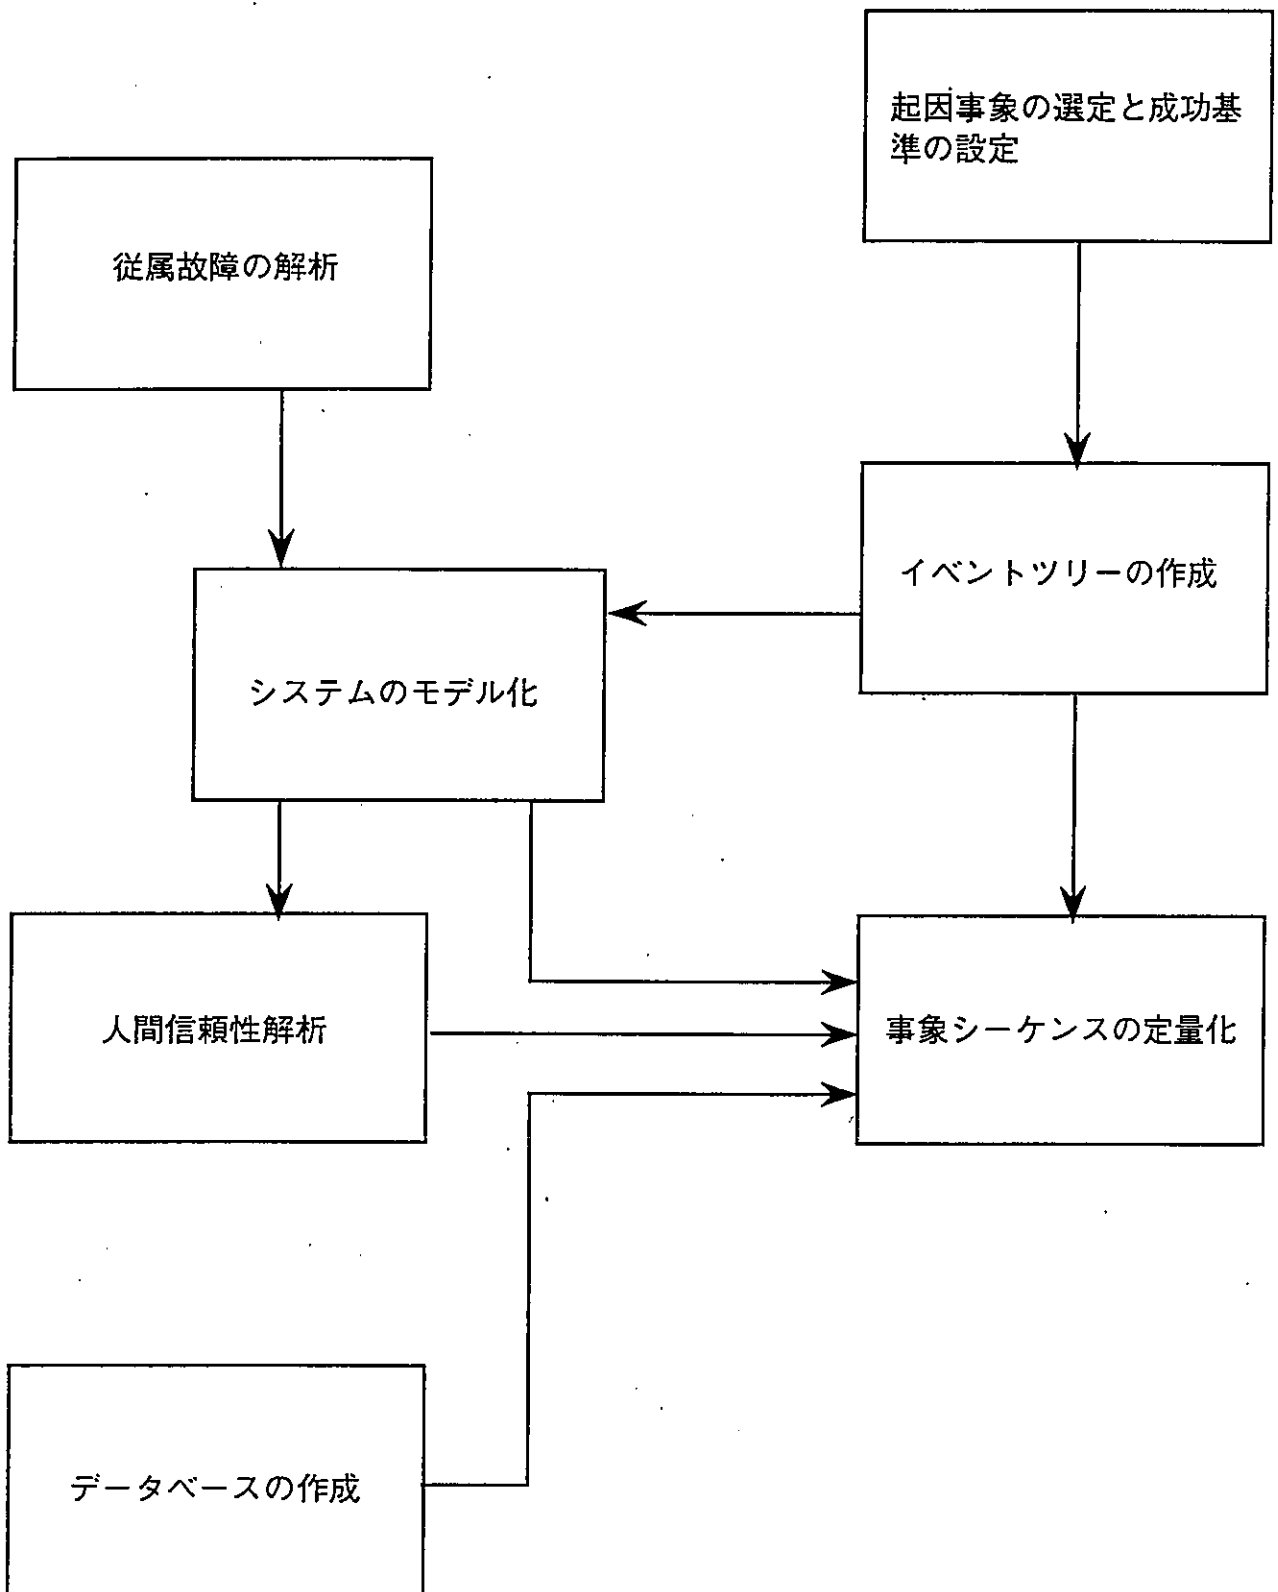 起因事象の選定と成功基
準の設定
従属故障の解析
イベントツリーの作成
システムのモデル化
人間信頼性解析
事象シーケンスの定量化
データベースの作成